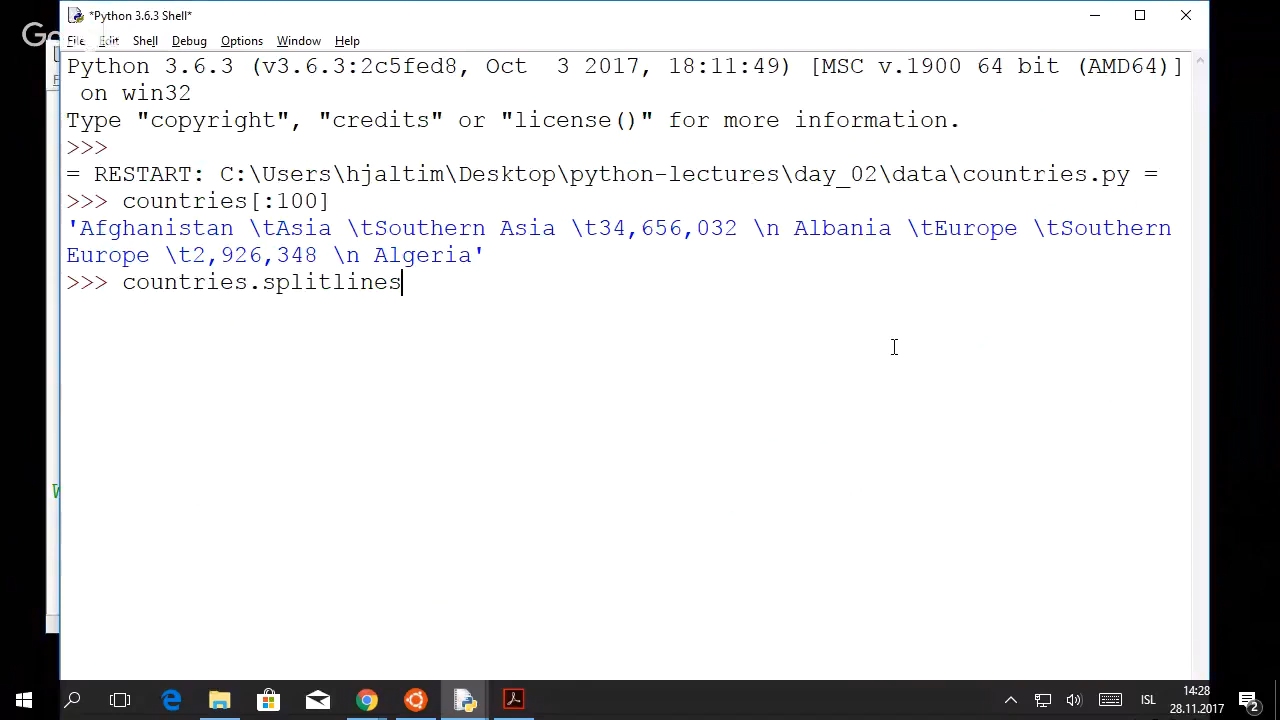 *Python 3.6.3 Shell*
File Edit Shell Debug Options Window Help
Python 3.6.3 (v3.6.3:2c5fed8, Oct  3 2017, 18:11:49) [MSC v.1900 64 bit (AMD64)]
 on win32
Type "copyright", "credits" or "license()" for more information.
>>>
= RESTART: C:\Users\hjaltim\Desktop\python-lectures\day_02\data\countries.py =
>>> countries[:100]
'Afghanistan \tAsia \tSouthern Asia \t34,656,032 \n Albania \tEurope \tSouthern
Europe \t2,926,348 \n Algeria'
>>> countries.splitlines
ISL
14:28
28.11.2017
2